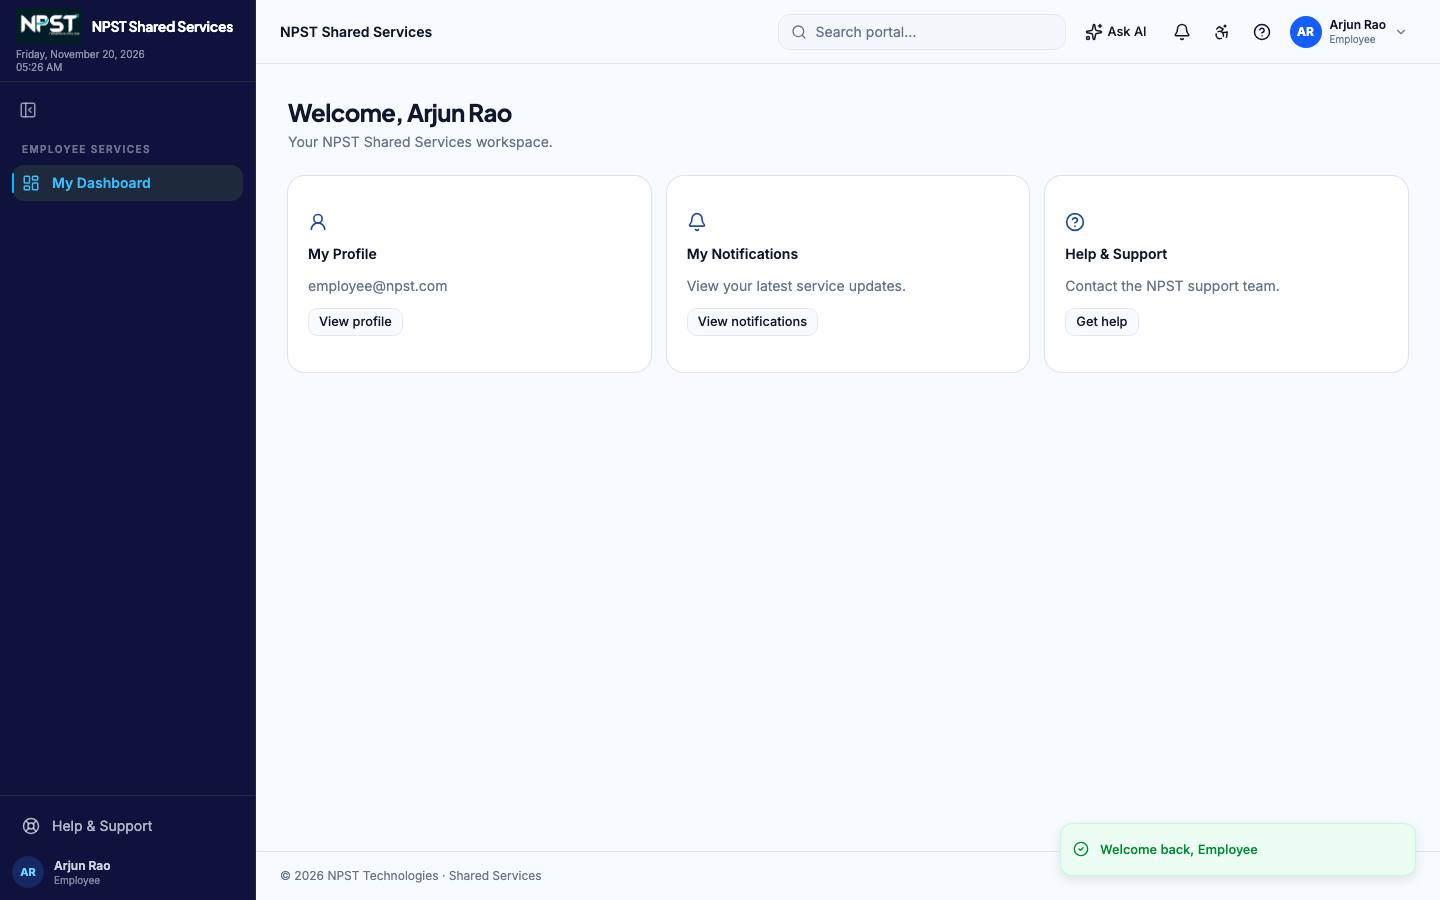 NPST
NPST Shared Services
Friday, November 20, 2026
05:26 AM
EMPLOYEE SERVICES
My Dashboard
Help & Support
AR
Arjun Rao
Employee
NPST Shared Services
Search portal...
Ask AI
AR
Arjun Rao
Employee
Welcome, Arjun Rao
Your NPST Shared Services workspace.
My Profile
employee@npst.com
View profile
My Notifications
View your latest service updates.
View notifications
Help & Support
Contact the NPST support team.
Get help
Welcome back, Employee
© 2026 NPST Technologies · Shared Services